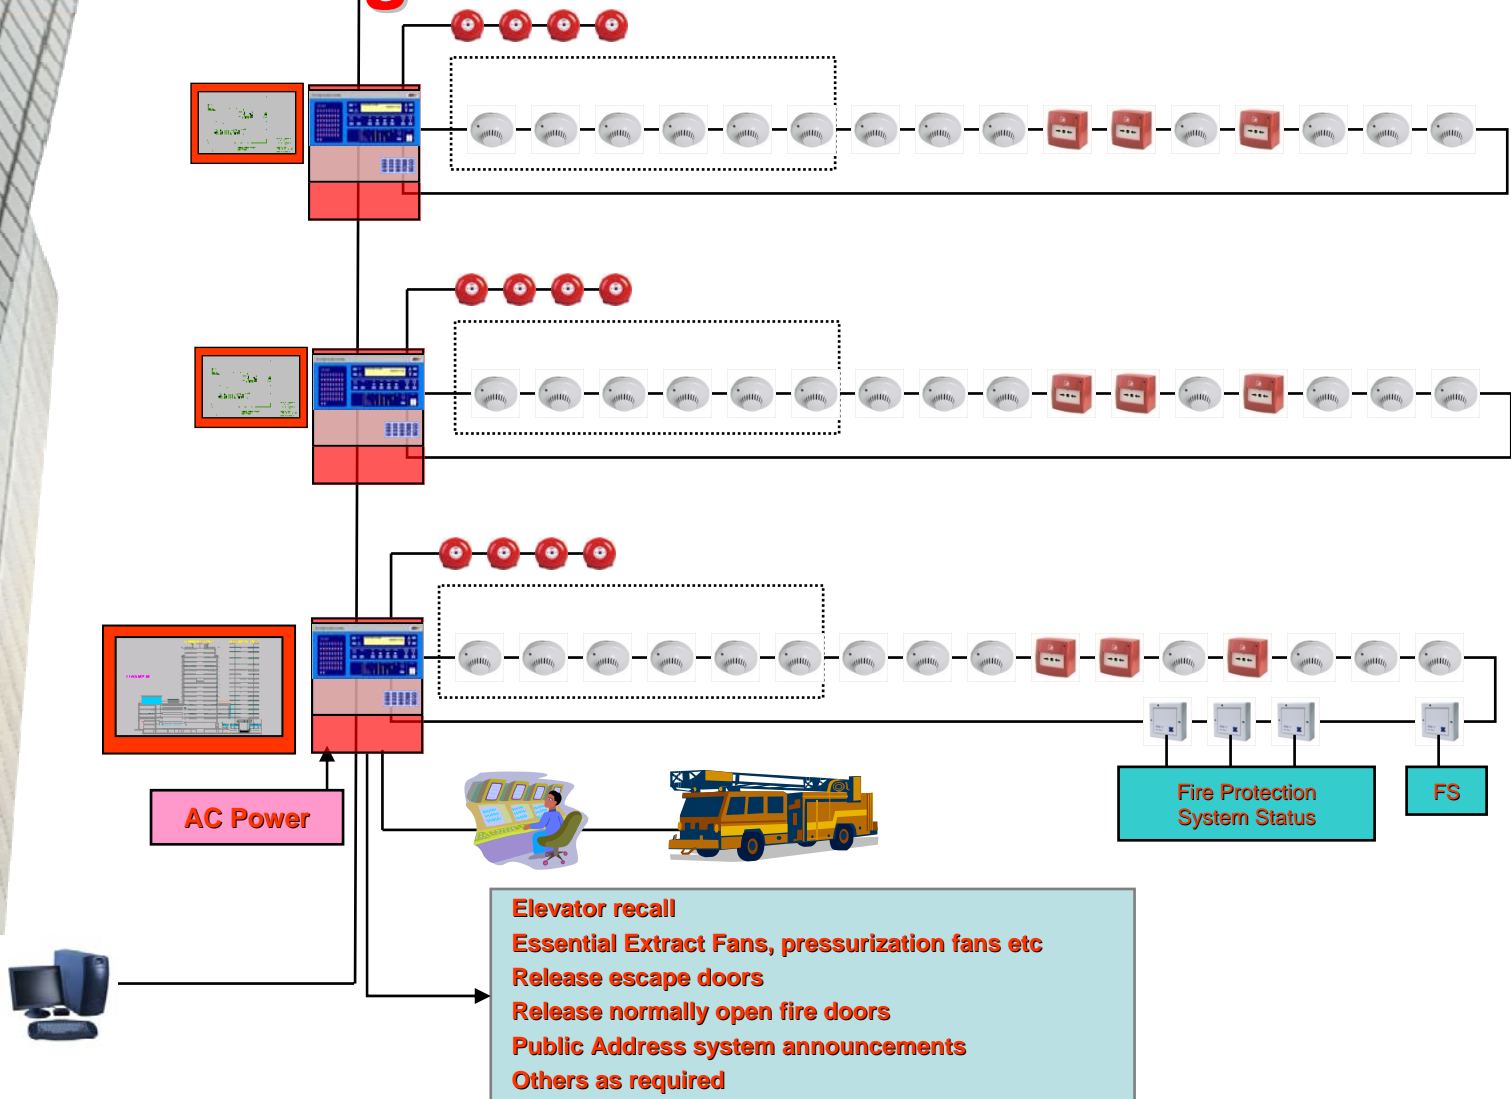 AC Power
Fire Protection
System Status
FS
Elevator recall
Essential Extract Fans, pressurization fans etc
Release escape doors
Release normally open fire doors
Public Address system announcements
Others as required